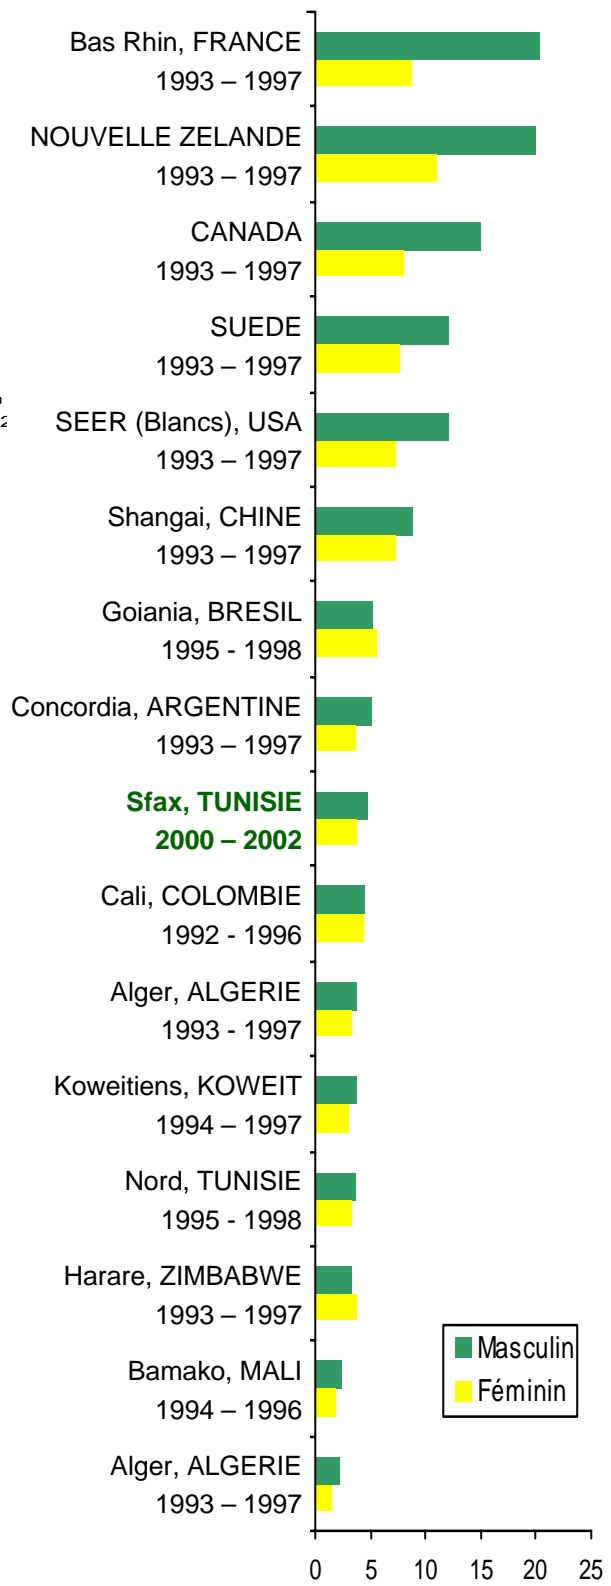 Bas Rhin, FRANCE
1993 – 1997
NOUVELLE ZELANDE
1993 – 1997
CANADA
1993 – 1997
SUEDE
1993 – 1997
SEER (Blancs), USA
1993 – 1997
Shangai, CHINE
1993 – 1997
Goiania, BRESIL
1995 - 1998
Concordia, ARGENTINE
1993 – 1997
Sfax, TUNISIE
2000 – 2002
Cali, COLOMBIE
1992 - 1996
Alger, ALGERIE
1993 - 1997
Koweitiens, KOWEIT
1994 – 1997
Nord, TUNISIE
1995 - 1998
Harare, ZIMBABWE
1993 – 1997
Masculin
Féminin
Bamako, MALI
1994 – 1996
Alger, ALGERIE
1993 – 1997
0 5 10 15 20 25